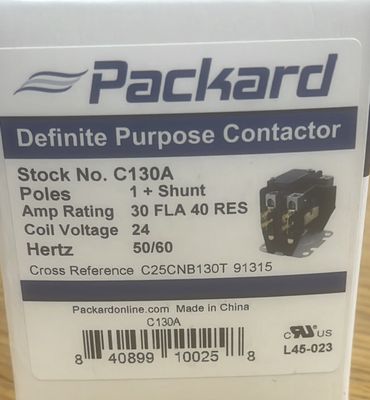 Packard
Definite Purpose Contactor
Stock No. C130A
Poles 1 + Shunt
Amp Rating 30 FLA 40 RES
Coil Voltage 24
Hertz 50/60
Cross Reference C25CNB130T 91315
Packardonline.com Made in China
C130A
8 40899 10025 8
C RU US
L45-023